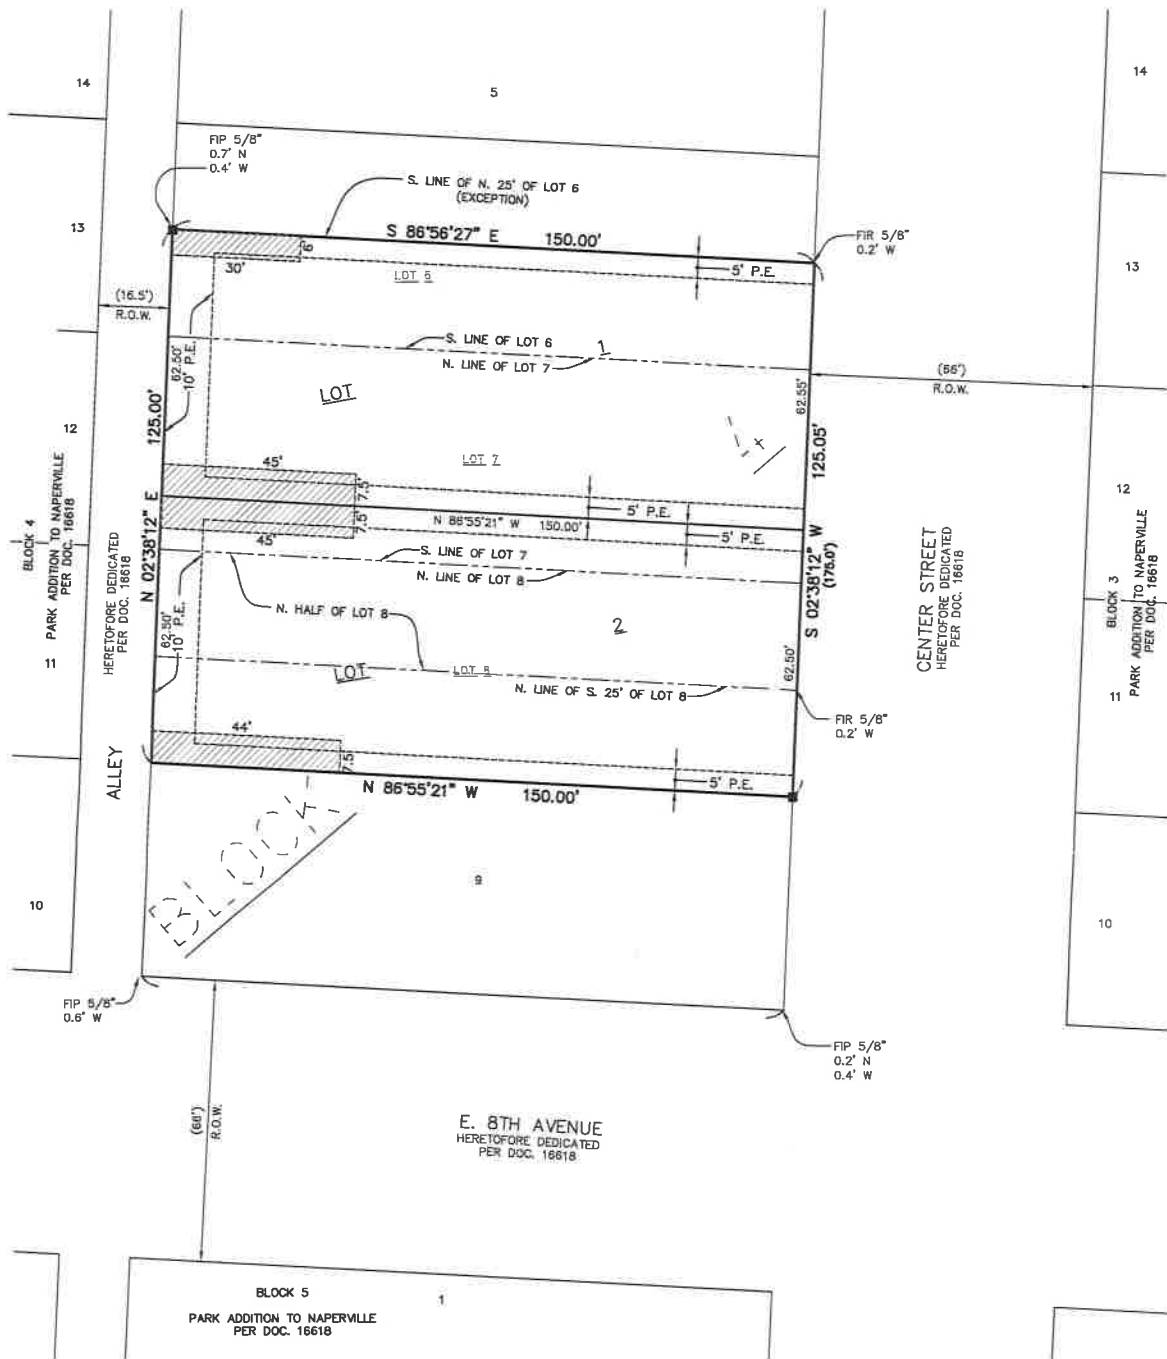 14
5
14
FIP 5/8"
0.7' N
0.4' W
S. LINE OF N. 25' OF LOT 6
(EXCEPTION)
13
S 86°56'27" E 150.00'
FIR 5/8"
0.2' W
13
6'
30'
LOT 6
5' P.E.
(16.5')
R.O.W.
S. LINE OF LOT 6
1
N. LINE OF LOT 7
(66')
R.O.W.
62.50'
10' P.E.
62.55'
LOT
125.00'
125.05'
12
4
45'
LOT 7
7.5'
12
BLOCK 4
PARK ADDITION TO NAPERVILLE
PER DOC. 16618
N 02°38'12" E
5' P.E.
N 86°55'21" W 150.00'
5' P.E.
7.5'
45'
S. LINE OF LOT 7
N. LINE OF LOT 8
S 02°38'12" W
(175.0')
HERETOFORE DEDICATED
PER DOC. 16618
CENTER STREET
HERETOFORE DEDICATED
PER DOC. 16618
BLOCK 3
PARK ADDITION TO NAPERVILLE
PER DOC. 16618
62.50'
10' P.E.
N. HALF OF LOT 8
2
11
LOT
LOT 8
62.50'
N. LINE OF S. 25' OF LOT 8
11
44'
7.5'
FIR 5/8"
0.2' W
ALLEY
N 86°55'21" W 150.00'
5' P.E.
BLOCK
9
10
10
FIP 5/8"
0.6' W
FIP 5/8"
0.2' N
0.4' W
(66')
R.O.W.
E. 8TH AVENUE
HERETOFORE DEDICATED
PER DOC. 16618
BLOCK 5
1
PARK ADDITION TO NAPERVILLE
PER DOC. 16618